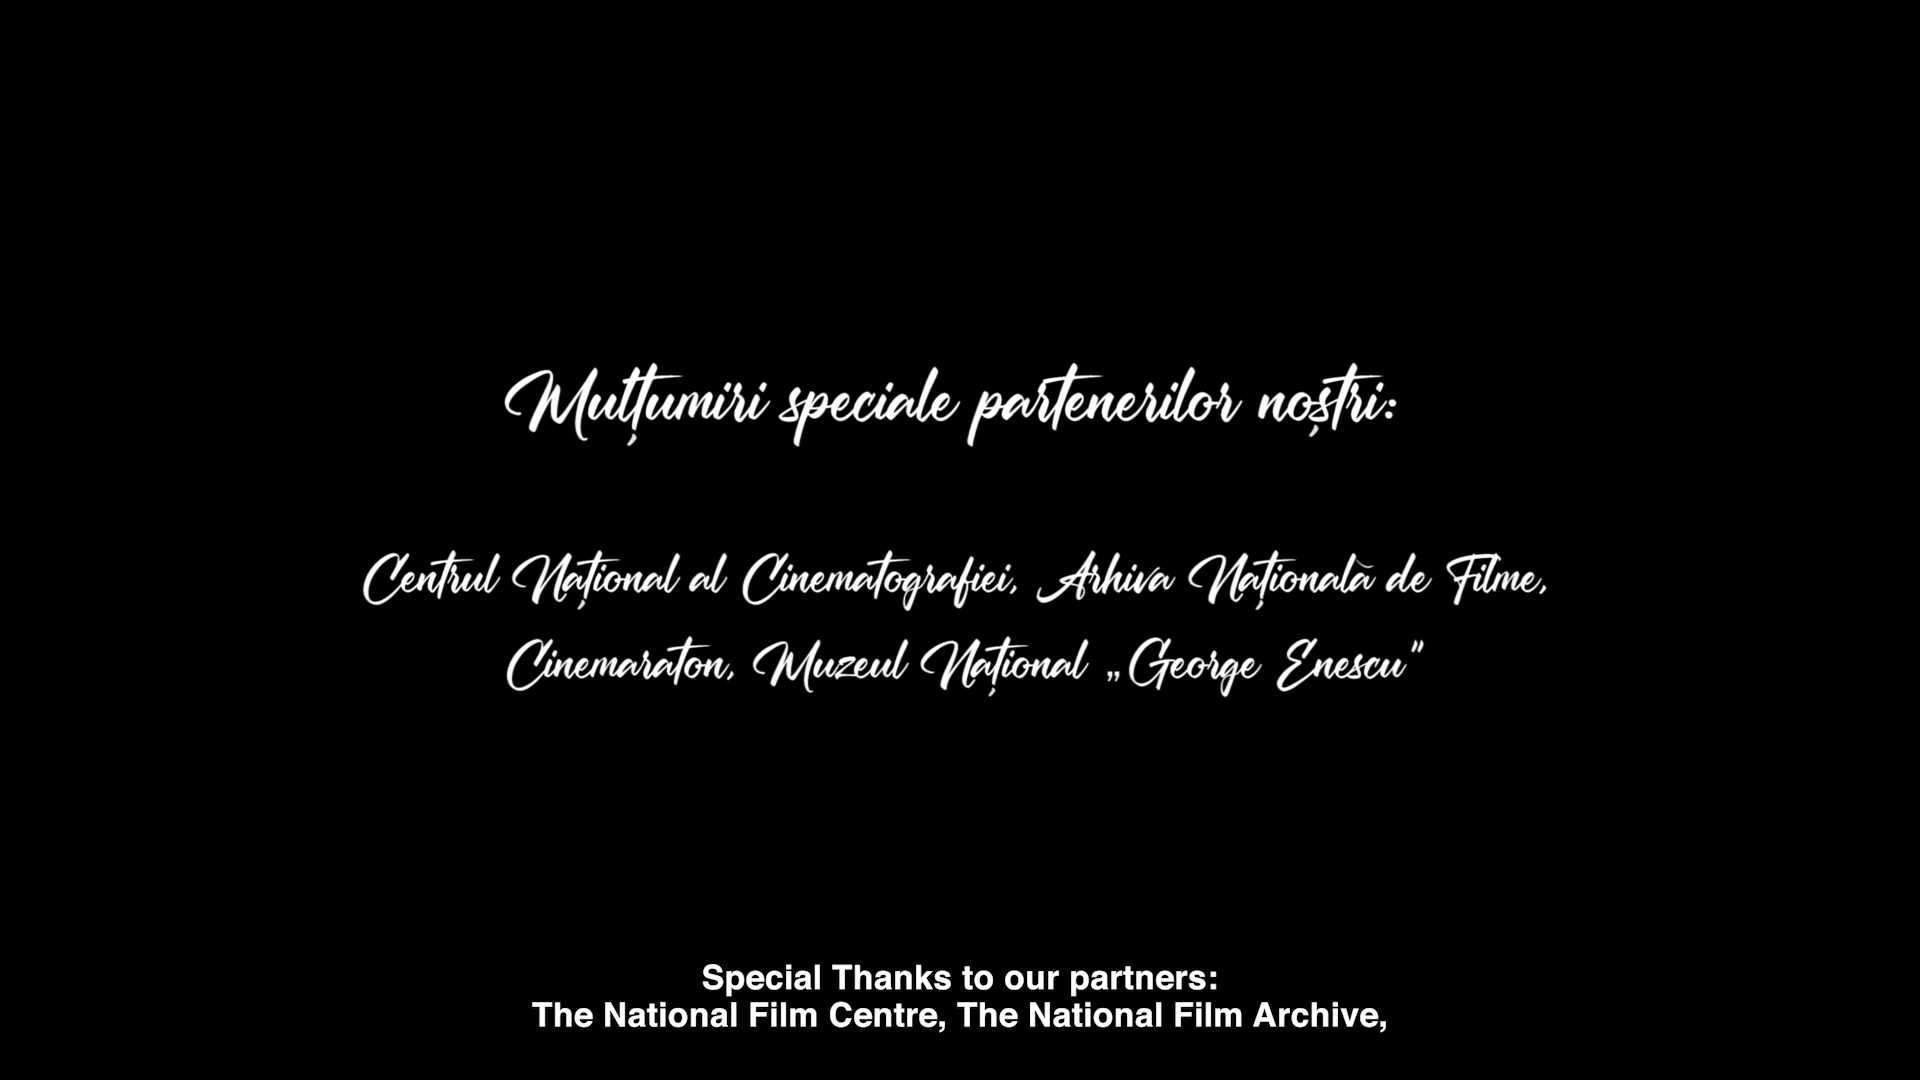 Mulțumiri speciale partenerilor noștri:
Centrul Național al Cinematografiei, Arhiva Națională de Filme,
Cinemaraton, Muzeul Național „George Enescu”
Special Thanks to our partners:
The National Film Centre, The National Film Archive,